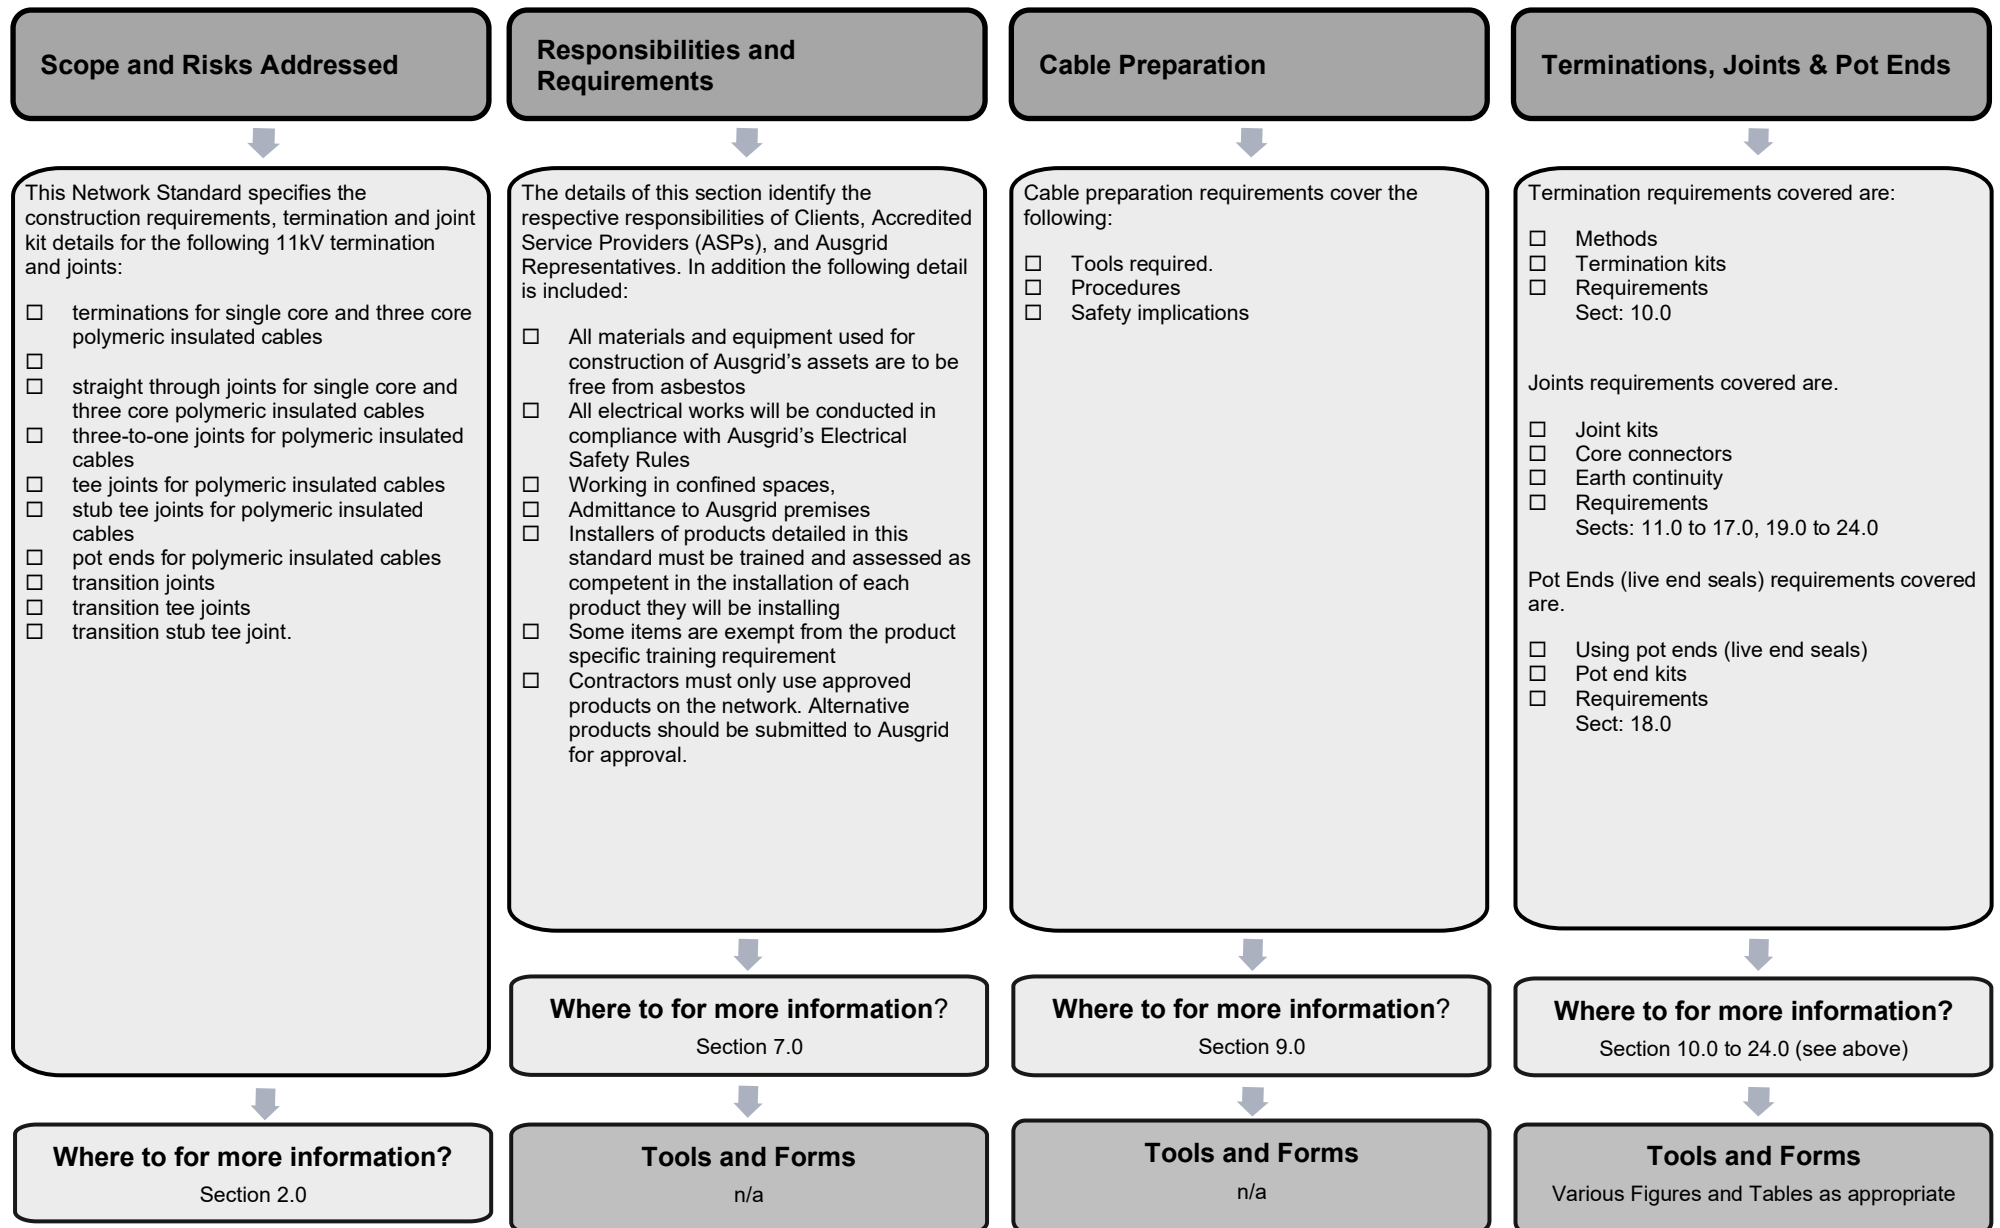 Scope and Risks Addressed
This Network Standard specifies the
construction requirements, termination and joint
kit details for the following 11kV termination
and joints:
☐ terminations for single core and three core
polymeric insulated cables
☐
☐ straight through joints for single core and
three core polymeric insulated cables
☐ three-to-one joints for polymeric insulated
cables
☐ tee joints for polymeric insulated cables
☐ stub tee joints for polymeric insulated
cables
☐ pot ends for polymeric insulated cables
☐ transition joints
☐ transition tee joints
☐ transition stub tee joint.
Where to for more information?
Section 2.0
Responsibilities and
Requirements
The details of this section identify the
respective responsibilities of Clients, Accredited
Service Providers (ASPs), and Ausgrid
Representatives. In addition the following detail
is included:
☐ All materials and equipment used for
construction of Ausgrid’s assets are to be
free from asbestos
☐ All electrical works will be conducted in
compliance with Ausgrid’s Electrical
Safety Rules
☐ Working in confined spaces,
☐ Admittance to Ausgrid premises
☐ Installers of products detailed in this
standard must be trained and assessed as
competent in the installation of each
product they will be installing
☐ Some items are exempt from the product
specific training requirement
☐ Contractors must only use approved
products on the network. Alternative
products should be submitted to Ausgrid
for approval.
Where to for more information?
Section 7.0
Tools and Forms
n/a
Cable Preparation
Cable preparation requirements cover the
following:
☐ Tools required.
☐ Procedures
☐ Safety implications
Where to for more information?
Section 9.0
Tools and Forms
n/a
Terminations, Joints & Pot Ends
Termination requirements covered are:
☐ Methods
☐ Termination kits
☐ Requirements
Sect: 10.0
Joints requirements covered are.
☐ Joint kits
☐ Core connectors
☐ Earth continuity
☐ Requirements
Sects: 11.0 to 17.0, 19.0 to 24.0
Pot Ends (live end seals) requirements covered
are.
☐ Using pot ends (live end seals)
☐ Pot end kits
☐ Requirements
Sect: 18.0
Where to for more information?
Section 10.0 to 24.0 (see above)
Tools and Forms
Various Figures and Tables as appropriate